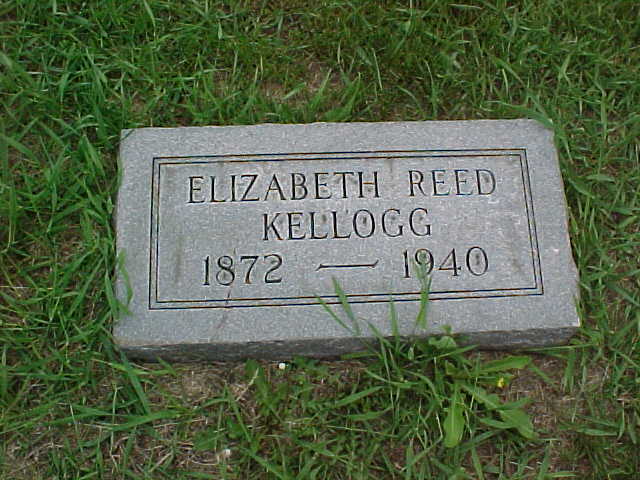 ELIZABETH REED
KELLOGG
1872 — 1940